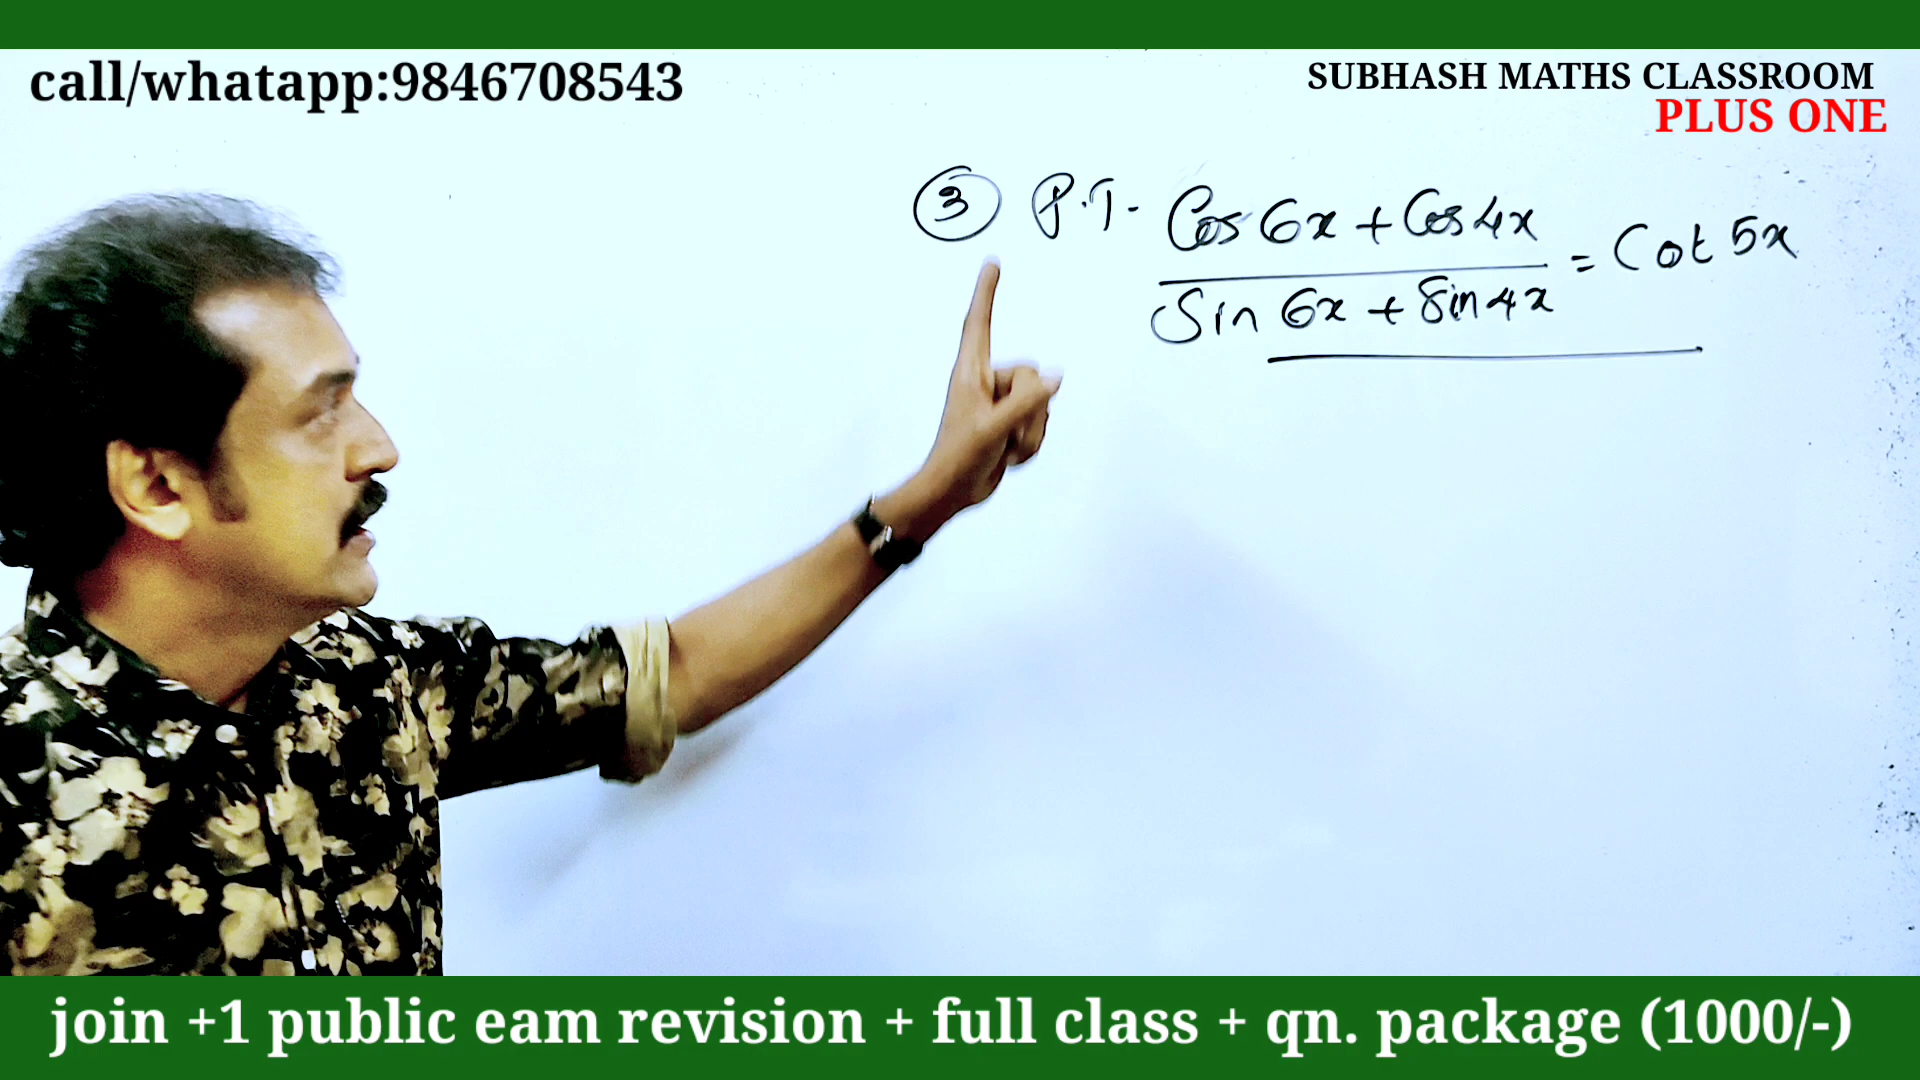 call/whatapp:9846708543
SUBHASH MATHS CLASSROOM
PLUS ONE
③ P.T. Cos 6x + Cos 4x
Sin 6x + Sin 4x
= Cot 5x
join +1 public eam revision + full class + qn. package (1000/-)